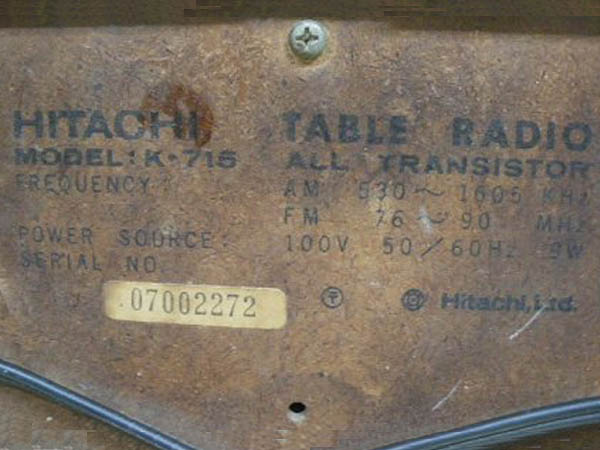 HITACHI TABLE RADIO
MODEL: K-715 ALL TRANSISTOR
FREQUENCY: AM 530~1605 KHz
FM 76~90 MHz
POWER SOURCE: 100V 50/60Hz 9W
SERIAL NO
07002272
Hitachi, Ltd.